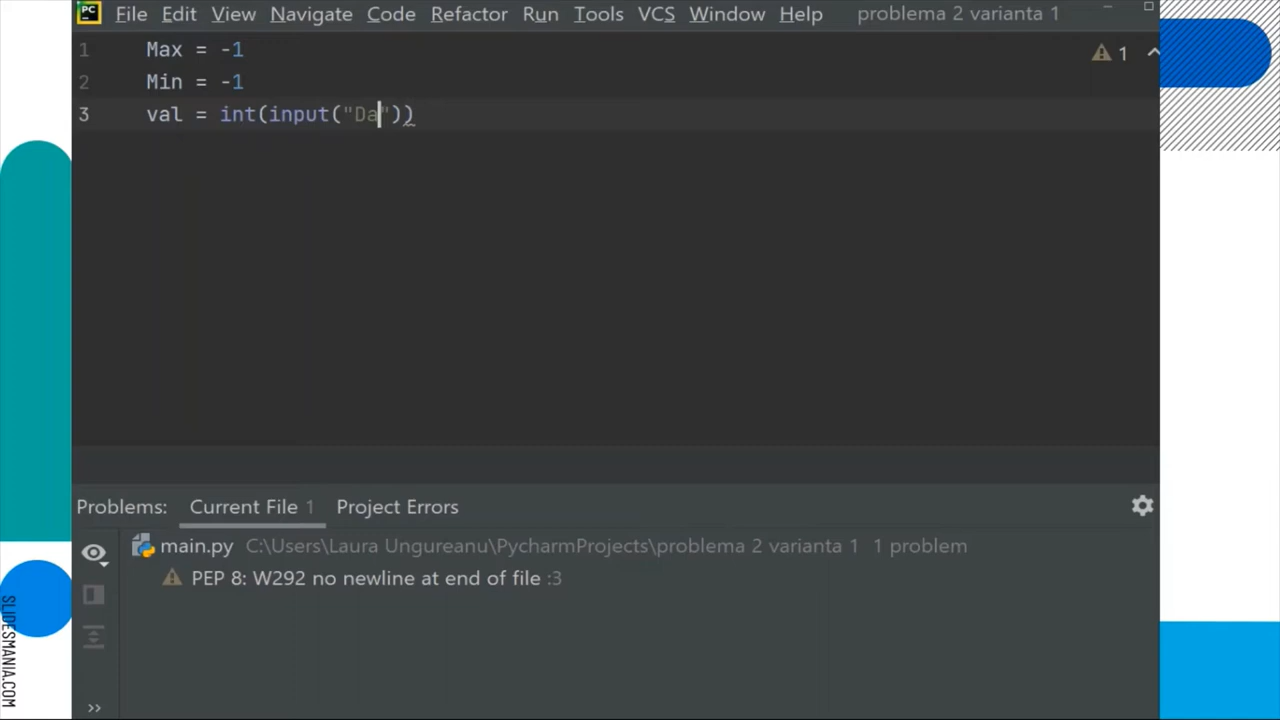 PC File Edit View Navigate Code Refactor Run Tools VCS Window Help problema 2 varianta 1
1 Max = -1
2 Min = -1
3 val = int(input("Da"))
1
Problems: Current File 1 Project Errors
main.py C:\Users\Laura Ungureanu\PycharmProjects\problema 2 varianta 1 1 problem
PEP 8: W292 no newline at end of file :3
SLIDESMANIA.COM